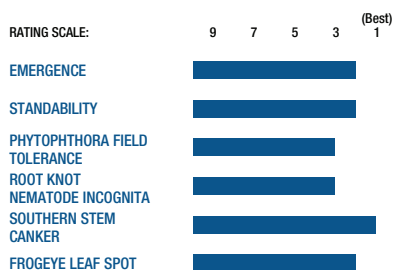 (Best)
RATING SCALE: 9 7 5 3 1
EMERGENCE
STANDABILITY
PHYTOPHTHORA FIELD
TOLERANCE
ROOT KNOT
NEMATODE INCOGNITA
SOUTHERN STEM
CANKER
FROGEYE LEAF SPOT